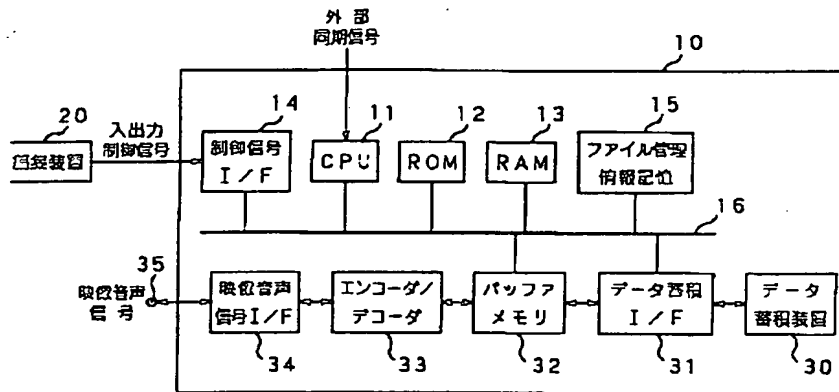 外部
同期信号
10
20
14
11
12
13
15
入出力
制御信号
制御信号
I/F
CPU
ROM
RAM
ファイル管理
情報記憶
16
35
映像音声
信号
映像音声
信号I/F
エンコーダ/
デコーダ
バッファ
メモリ
データ蓄積
I/F
データ
蓄積装置
34
33
32
31
30